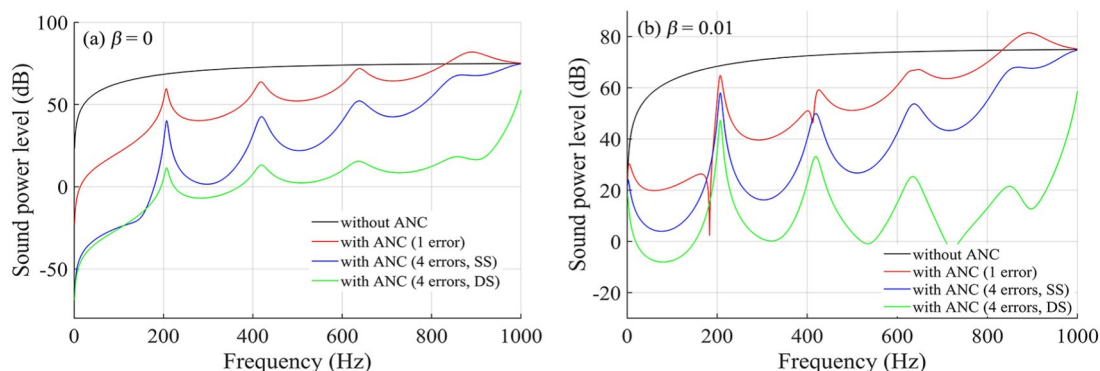 (a) β = 0
Sound power level (dB)
100
50
0
-50
without ANC
with ANC (1 error)
with ANC (4 errors, SS)
with ANC (4 errors, DS)
0 200 400 600 800 1000
Frequency (Hz)
(b) β = 0.01
Sound power level (dB)
80
60
40
20
0
-20
without ANC
with ANC (1 error)
with ANC (4 errors, SS)
with ANC (4 errors, DS)
0 200 400 600 800 1000
Frequency (Hz)